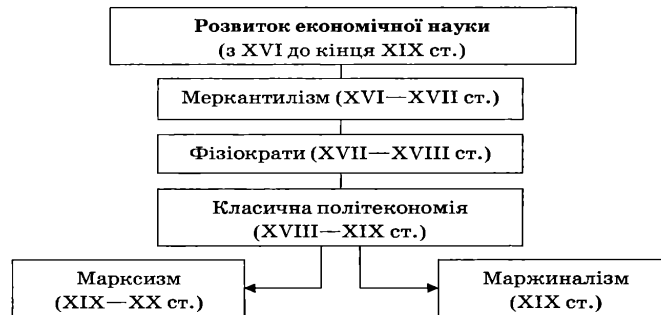 Розвиток економічної науки
(з XVI до кінця XIX ст.)
Меркантилізм (XVI—XVII ст.)
Фізіократи (XVII—XVIII ст.)
Класична політекономія
(XVIII—XIX ст.)
Марксизм
(XIX—XX ст.)
Маржиналізм
(XIX ст.)